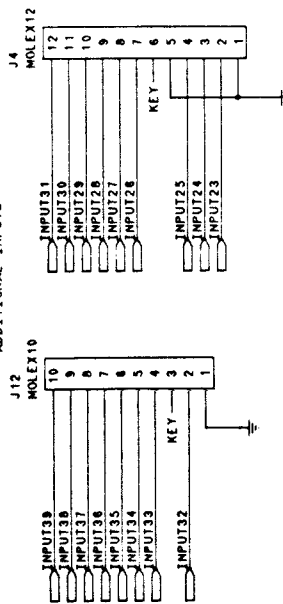 ADDITIONAL INPUTS
J12
MOLEX10
INPUT39 10
INPUT38 9
INPUT37 8
INPUT36 7
INPUT35 6
INPUT34 5
INPUT33 4
KEY 3
INPUT32 2
1
J4
MOLEX12
INPUT31 12
INPUT30 11
INPUT29 10
INPUT28 9
INPUT27 8
INPUT26 7
KEY 6
5
INPUT25 4
INPUT24 3
INPUT23 2
1